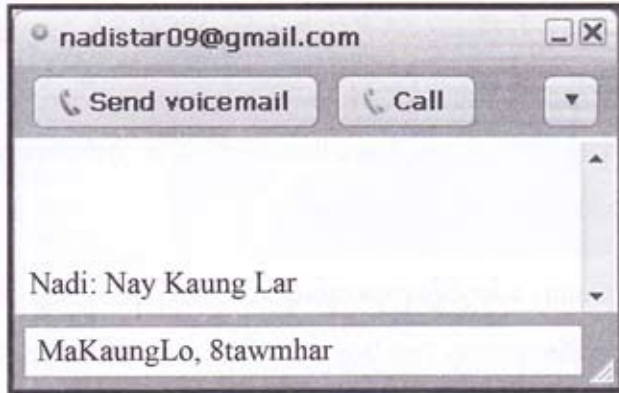 nadistar09@gmail.com
Send voicemail
Call
Nadi: Nay Kaung Lar
MaKaungLo, 8tawmhar